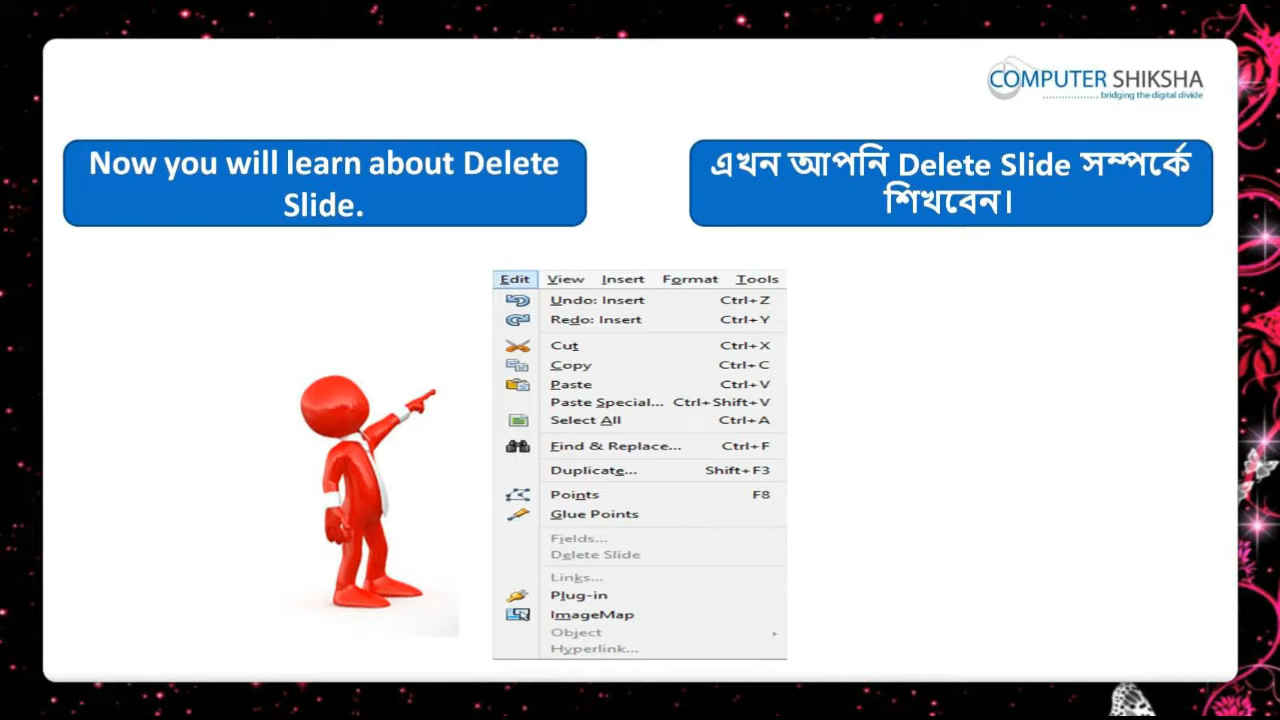 COMPUTER SHIKSHA
bridging the digital divide
Now you will learn about Delete
Slide.
এখন আপনি Delete Slide সম্পর্কে
শিখবেন।
Edit View Insert Format Tools
Undo: Insert Ctrl+Z
Redo: Insert Ctrl+Y
Cut Ctrl+X
Copy Ctrl+C
Paste Ctrl+V
Paste Special... Ctrl+Shift+V
Select All Ctrl+A
Find & Replace... Ctrl+F
Duplicate... Shift+F3
Points F8
Glue Points
Fields...
Delete Slide
Links...
Plug-in
ImageMap
Object
Hyperlink...